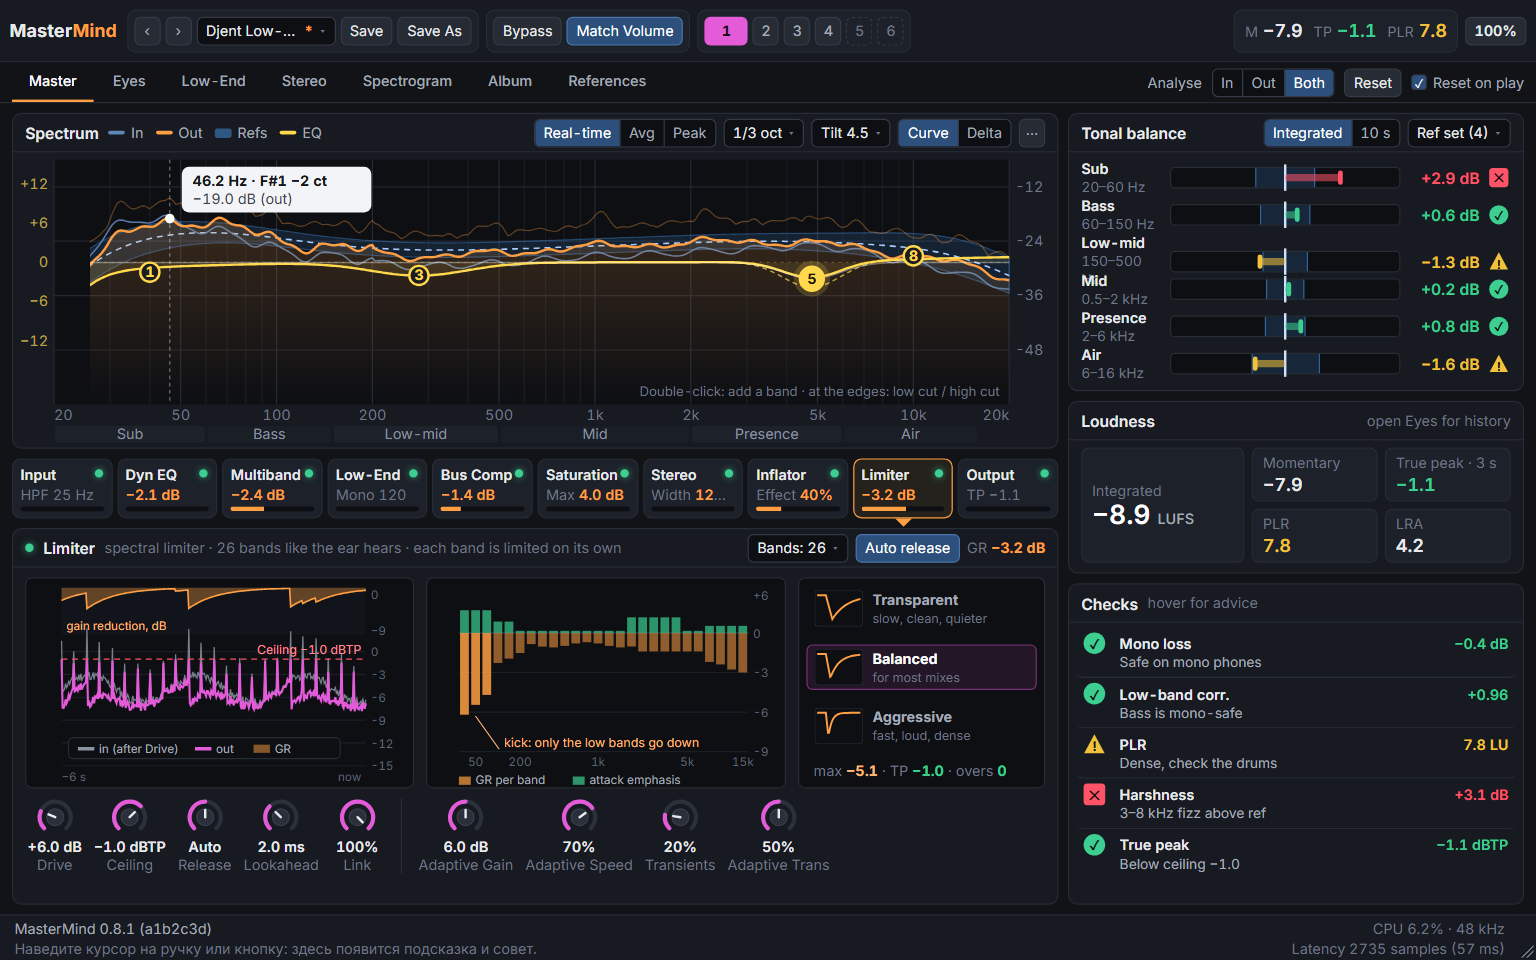 MasterMind
‹ › Djent Low-... * Save Save As Bypass Match Volume 1 2 3 4 5 6 M −7.9 TP −1.1 PLR 7.8 100%
Master Eyes Low-End Stereo Spectrogram Album References Analyse In Out Both Reset Reset on play
Spectrum In Out Refs EQ Real-time Avg Peak 1/3 oct Tilt 4.5 Curve Delta ...
46.2 Hz · F#1 −2 ct
−19.0 dB (out)
+12 +6 0 −6 −12
−12 −24 −36 −48
1 3 5 8
Double-click: add a band · at the edges: low cut / high cut
20 50 100 200 500 1k 2k 5k 10k 20k
Sub Bass Low-mid Mid Presence Air
Tonal balance Integrated 10 s Ref set (4)
Sub
20–60 Hz +2.9 dB
Bass
60–150 Hz +0.6 dB
Low-mid
150–500 −1.3 dB
Mid
0.5–2 kHz +0.2 dB
Presence
2–6 kHz +0.8 dB
Air
6–16 kHz −1.6 dB
Loudness open Eyes for history
Integrated
−8.9 LUFS
Momentary
−7.9
True peak · 3 s
−1.1
PLR
7.8
LRA
4.2
Input
HPF 25 Hz
Dyn EQ
−2.1 dB
Multiband
−2.4 dB
Low-End
Mono 120
Bus Comp
−1.4 dB
Saturation
Max 4.0 dB
Stereo
Width 12...
Inflator
Effect 40%
Limiter
−3.2 dB
Output
TP −1.1
Limiter spectral limiter · 26 bands like the ear hears · each band is limited on its own Bands: 26 Auto release GR −3.2 dB
gain reduction, dB
Ceiling −1.0 dBTP
0 −9 0 −3 −6 −9 −12 −15
in (after Drive) out GR
−6 s now
+6 0 −3 −6 −9
kick: only the low bands go down
50 200 1k 5k 15k
GR per band attack emphasis
Transparent
slow, clean, quieter
Balanced
for most mixes
Aggressive
fast, loud, dense
max −5.1 · TP −1.0 · overs 0
+6.0 dB −1.0 dBTP Auto 2.0 ms 100% 6.0 dB 70% 20% 50%
Drive Ceiling Release Lookahead Link Adaptive Gain Adaptive Speed Transients Adaptive Trans
Checks hover for advice
Mono loss −0.4 dB
Safe on mono phones
Low-band corr. +0.96
Bass is mono-safe
PLR 7.8 LU
Dense, check the drums
Harshness +3.1 dB
3–8 kHz fizz above ref
True peak −1.1 dBTP
Below ceiling −1.0
MasterMind 0.8.1 (a1b2c3d) CPU 6.2% · 48 kHz
Наведите курсор на ручку или кнопку: здесь появится подсказка и совет. Latency 2735 samples (57 ms)